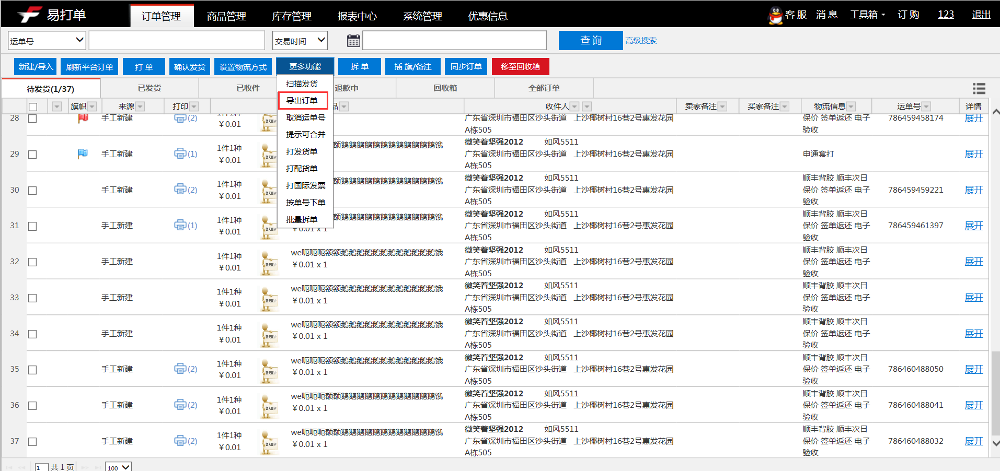 易打单
订单管理 商品管理 库存管理 报表中心 系统管理 优惠信息
客 服 消 息 工具箱 订 购 123 退出
运单号 交易时间 查 询 高级搜索
新建/导入 刷新平台订单 打 单 确认发货 设置物流方式 更多功能 拆 单 插 旗/备注 同步订单 移至回收箱
待发货(1/37) 已发货 已收件 退款中 回收箱 全部订单
扫描发货
导出订单
取消运单号
提示可合并
打发货单
打配货单
打国际发票
按单号下单
批量拆单
旗帜 来源 打印 品 收件人 卖家备注 买家备注 物流信息 运单号 详情
28 手工新建 (2) ￥0.01 广东省深圳市福田区沙头街道 上沙椰树村16巷2号惠发花园 保价 签单返还 电子 786459458174 展开
A栋505 验收
额鹅鹅鹅鹅鹅鹅鹅鹅鹅鹅鹅鹅饿 微笑着坚强2012 如风5511
29 手工新建 (1) 1件1种 广东省深圳市福田区沙头街道 上沙椰树村16巷2号惠发花园 申通套打 展开
￥0.01 A栋505
额鹅鹅鹅鹅鹅鹅鹅鹅鹅鹅鹅鹅饿 微笑着坚强2012 如风5511 顺丰背胶 顺丰次日
30 手工新建 (2) 1件1种 广东省深圳市福田区沙头街道 上沙椰树村16巷2号惠发花园 保价 签单返还 电子 786459459221 展开
￥0.01 A栋505 验收
额鹅鹅鹅鹅鹅鹅鹅鹅鹅鹅鹅鹅饿 微笑着坚强2012 如风5511 顺丰背胶 顺丰次日
31 手工新建 (1) 1件1种 广东省深圳市福田区沙头街道 上沙椰树村16巷2号惠发花园 保价 签单返还 电子 786459461397 展开
￥0.01 ￥0.01 x 1 A栋505 验收
we呃呃呃额额鹅鹅鹅鹅鹅鹅鹅鹅鹅鹅鹅鹅饿 微笑着坚强2012 如风5511 顺丰背胶 顺丰次日
32 手工新建 1件1种 ￥0.01 x 1 广东省深圳市福田区沙头街道 上沙椰树村16巷2号惠发花园 保价 签单返还 电子 展开
￥0.01 A栋505 验收
we呃呃呃额额鹅鹅鹅鹅鹅鹅鹅鹅鹅鹅鹅鹅饿 微笑着坚强2012 如风5511 顺丰背胶 顺丰次日
33 手工新建 1件1种 ￥0.01 x 1 广东省深圳市福田区沙头街道 上沙椰树村16巷2号惠发花园 保价 签单返还 电子 展开
￥0.01 A栋505 验收
we呃呃呃额额鹅鹅鹅鹅鹅鹅鹅鹅鹅鹅鹅鹅饿 微笑着坚强2012 如风5511 顺丰背胶 顺丰次日
34 手工新建 1件1种 ￥0.01 x 1 广东省深圳市福田区沙头街道 上沙椰树村16巷2号惠发花园 保价 签单返还 电子 展开
￥0.01 A栋505 验收
we呃呃呃额额鹅鹅鹅鹅鹅鹅鹅鹅鹅鹅鹅鹅饿 微笑着坚强2012 如风5511 顺丰背胶 顺丰次日
35 手工新建 (2) 1件1种 ￥0.01 x 1 广东省深圳市福田区沙头街道 上沙椰树村16巷2号惠发花园 保价 签单返还 电子 786460488050 展开
￥0.01 A栋505 验收
we呃呃呃额额鹅鹅鹅鹅鹅鹅鹅鹅鹅鹅鹅鹅饿 微笑着坚强2012 如风5511 顺丰背胶 顺丰次日
36 手工新建 (2) 1件1种 ￥0.01 x 1 广东省深圳市福田区沙头街道 上沙椰树村16巷2号惠发花园 保价 签单返还 电子 786460488041 展开
￥0.01 A栋505 验收
we呃呃呃额额鹅鹅鹅鹅鹅鹅鹅鹅鹅鹅鹅鹅饿 微笑着坚强2012 如风5511 顺丰背胶 顺丰次日
37 手工新建 (2) 1件1种 ￥0.01 x 1 广东省深圳市福田区沙头街道 上沙椰树村16巷2号惠发花园 保价 签单返还 电子 786460488032 展开
￥0.01 A栋505 验收
1 共 1 页 100